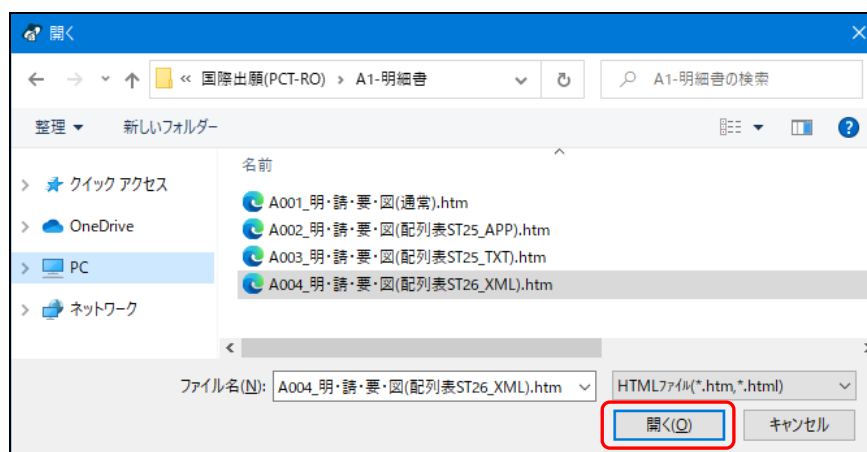 開く
« 国際出願(PCT-RO) › A1-明細書
A1-明細書の検索
整理
新しいフォルダー
名前
クイック アクセス
OneDrive
PC
ネットワーク
A001_明・請・要・図(通常).htm
A002_明・請・要・図(配列表ST25_APP).htm
A003_明・請・要・図(配列表ST25_TXT).htm
A004_明・請・要・図(配列表ST26_XML).htm
ファイル名(N): A004_明・請・要・図(配列表ST26_XML).htm
HTMLファイル(*.htm,*.html)
開く(O)
キャンセル